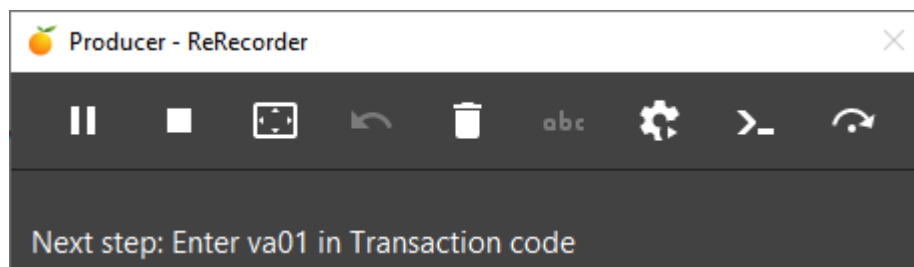 Producer - ReRecorder
abc
Next step: Enter va01 in Transaction code